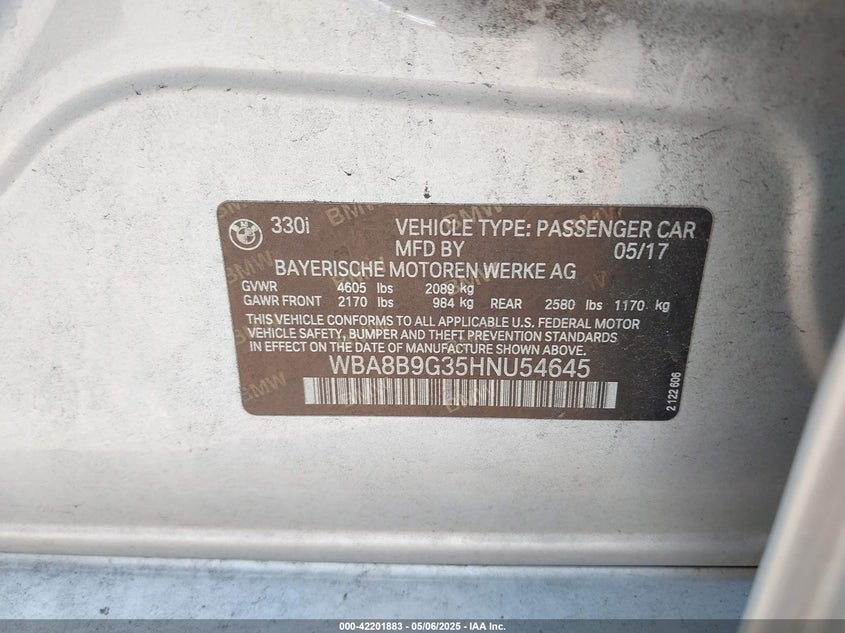 330i VEHICLE TYPE: PASSENGER CAR
MFD BY 05/17
BAYERISCHE MOTOREN WERKE AG
GVWR 4605 lbs 2089 kg
GAWR FRONT 2170 lbs 984 kg REAR 2580 lbs 1170 kg
THIS VEHICLE CONFORMS TO ALL APPLICABLE U.S. FEDERAL MOTOR
VEHICLE SAFETY, BUMPER AND THEFT PREVENTION STANDARDS
IN EFFECT ON THE DATE OF MANUFACTURE SHOWN ABOVE.
WBA8B9G35HNU54645
2 122 606
000-42201883 - 05/06/2025 - IAA Inc.